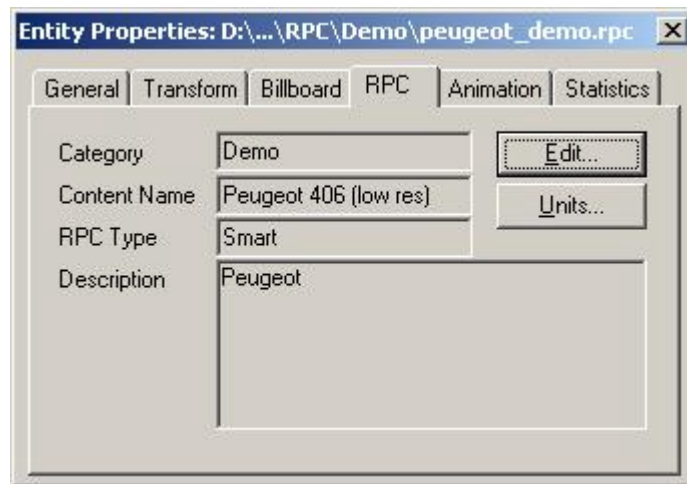 Entity Properties: D:\...\RPC\Demo\peugeot_demo.rpc
General Transform Billboard RPC Animation Statistics
Category Demo Edit...
Content Name Peugeot 406 (low res) Units...
RPC Type Smart
Description Peugeot